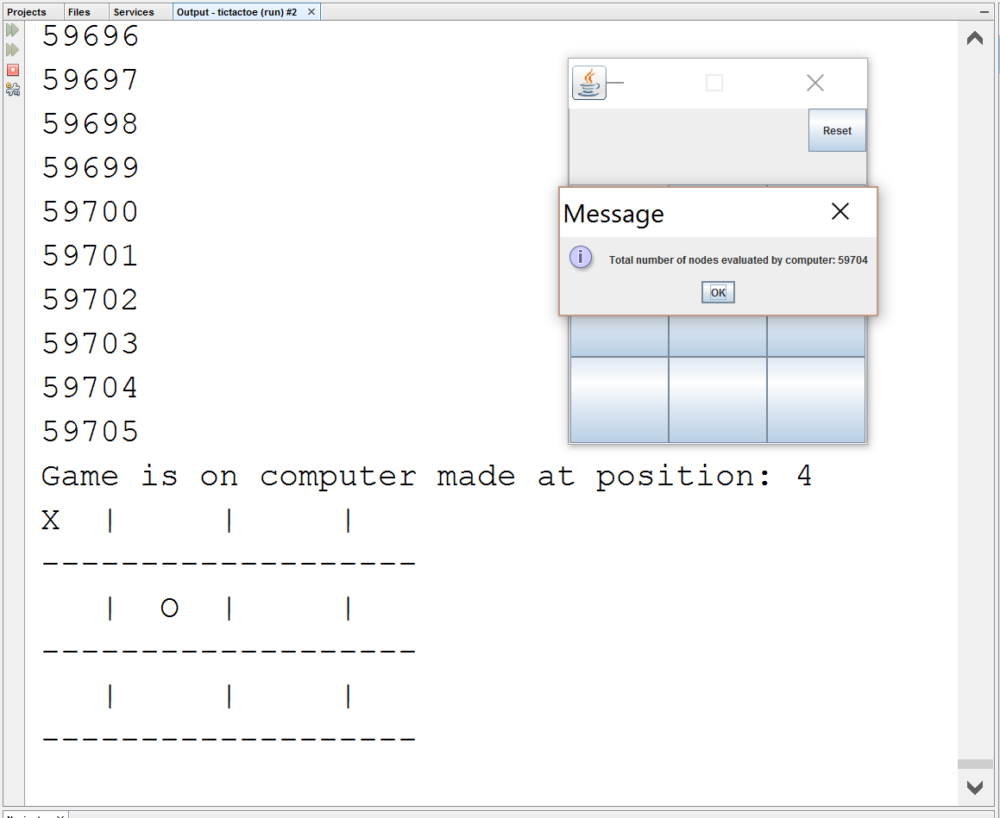 Projects Files Services Output - tictactoe (run) #2
59696
59697
59698
59699
59700
59701
59702
59703
59704
59705
Game is on computer made at position: 4
X | | |
-------------------
| O | |
-------------------
| | |
-------------------
Reset
Message
Total number of nodes evaluated by computer: 59704
OK